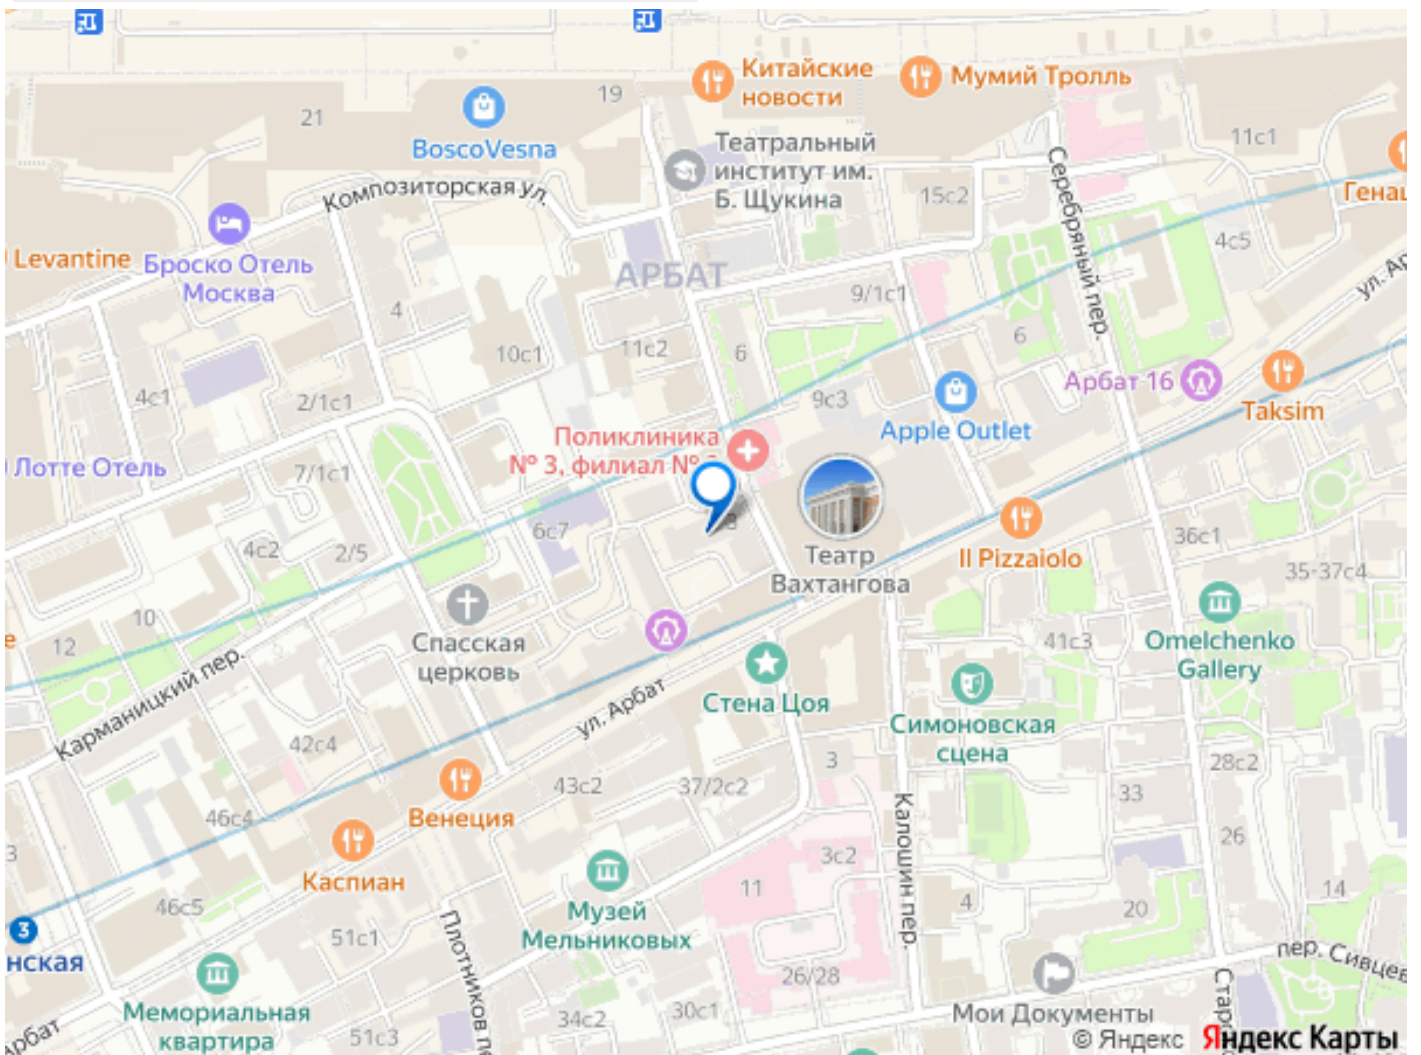 Китайские
новости
Мумий Тролль
19
21
BoscoVesna
Театральный
институт им.
Б. Щукина
11с1
Композиторская ул.
15с2
Серебряный пер.
Levantine
Броско Отель
Москва
АРБАТ
4с5
ул.
9/1с1
4
10с1
11с2
6
6
Арбат 16
Taksim
4с1
2/1с1
9с3
Apple Outlet
Поликлиника
№ 3, филиал №
Лотте Отель
7/1с1
8
6с7
4с2
2/5
Театр
Вахтангова
Il Pizzaiolo
36с1
35-37с4
10
12
Спасская
церковь
41с3
Omelchenko
Gallery
Карманицкий пер.
ул. Арбат
Стена Цоя
Симоновская
сцена
42с4
43с2
37/2с2
3
28с2
33
46с4
Венеция
Калошин пер.
26
3
Каспиан
3с2
11
14
46с5
Музей
Мельниковых
4
20
3
нская
51с1
Плотников
26/28
пер. Сивцев
Мемориальная
квартира
34с2
30с1
Мои Документы
51с3
© Яндекс Яндекс Карты